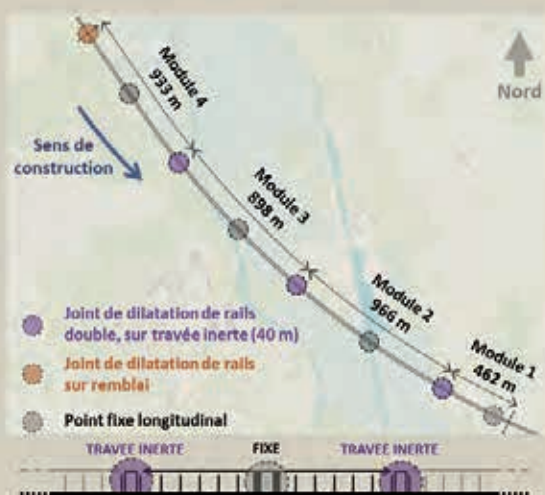 Module 4
933 m
Nord
Sens de
construction
Module 3
898 m
Module 2
966 m
Module 1
462 m
Joint de dilatation de rails
double, sur travée inerte (40 m)
Joint de dilatation de rails
sur remblai
Point fixe longitudinal
TRAVÉE INERTE
FIXE
TRAVÉE INERTE